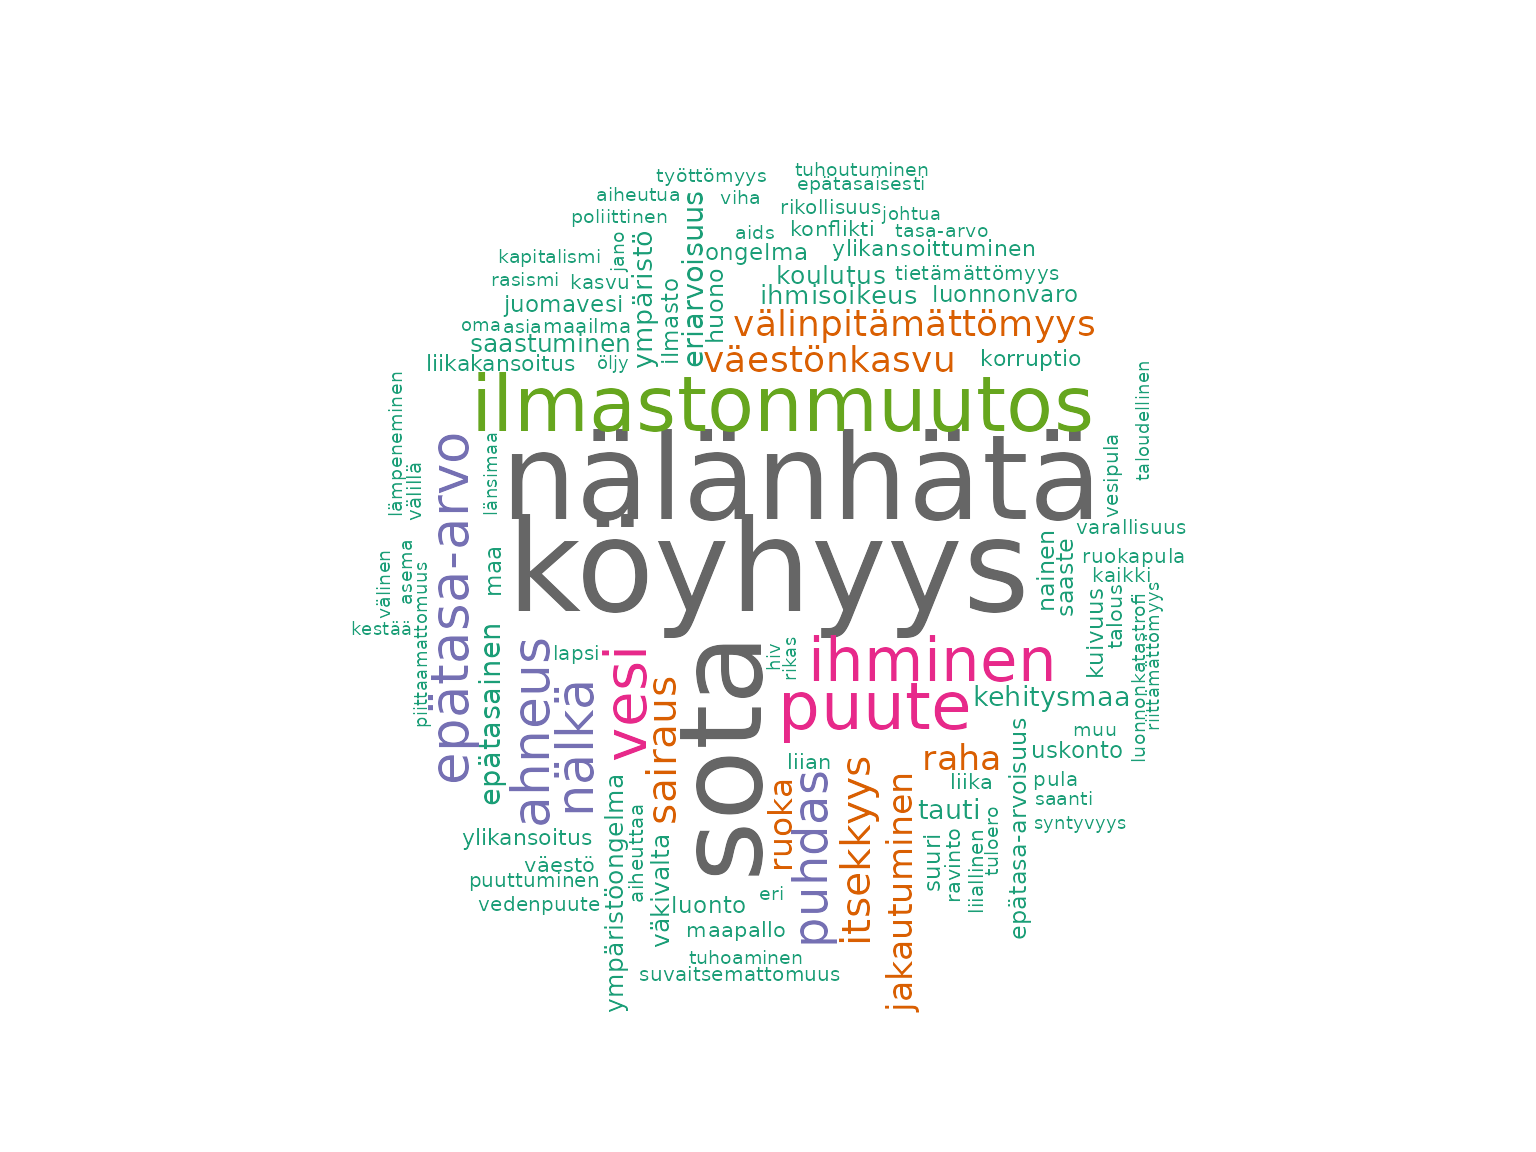 tuhoutuminen
työttömyys
epätasaisesti
aiheutua
viha
rikollisuus
johtua
poliittinen
eriarvoisuus
aids
konflikti
tasa-arvo
jano
ympäristö
ongelma
ylikansoittuminen
kapitalismi
koulutus
tietämättömyys
rasismi
kasvu
ilmasto
huono
ihmisoikeus
luonnonvaro
juomavesi
oma
asia
maailma
välinpitämättömyys
saastuminen
liikakansoitus
öljy
väestönkasvu
korruptio
ilmastonmuutos
lämpeneminen
välillä
epätasa-arvo
länsimaa
nälänhätä
vesipula
taloudellinen
köyhyys
varallisuus
nainen
saaste
ruokapula
kaikki
välinen
asema
piittaamattomuus
maa
kestää
kuivuus
talous
luonnonkatastrofi
riittämättömyys
epätasainen
ahneus
lapsi
nälkä
vesi
sairaus
sota
hiv
rikas
ihminen
puute
kehitysmaa
muu
uskonto
raha
liian
liika
pula
saanti
syntyvyys
ruoka
puhdas
itsekkyys
jakautuminen
tauti
suuri
ravinto
liiallinen
tuloero
epätasa-arvoisuus
ylikansoitus
väestö
puuttuminen
vedenpuute
ympäristöongelma
aiheuttaa
väkivalta
luonto
eri
maapallo
tuhoaminen
suvaitsemattomuus